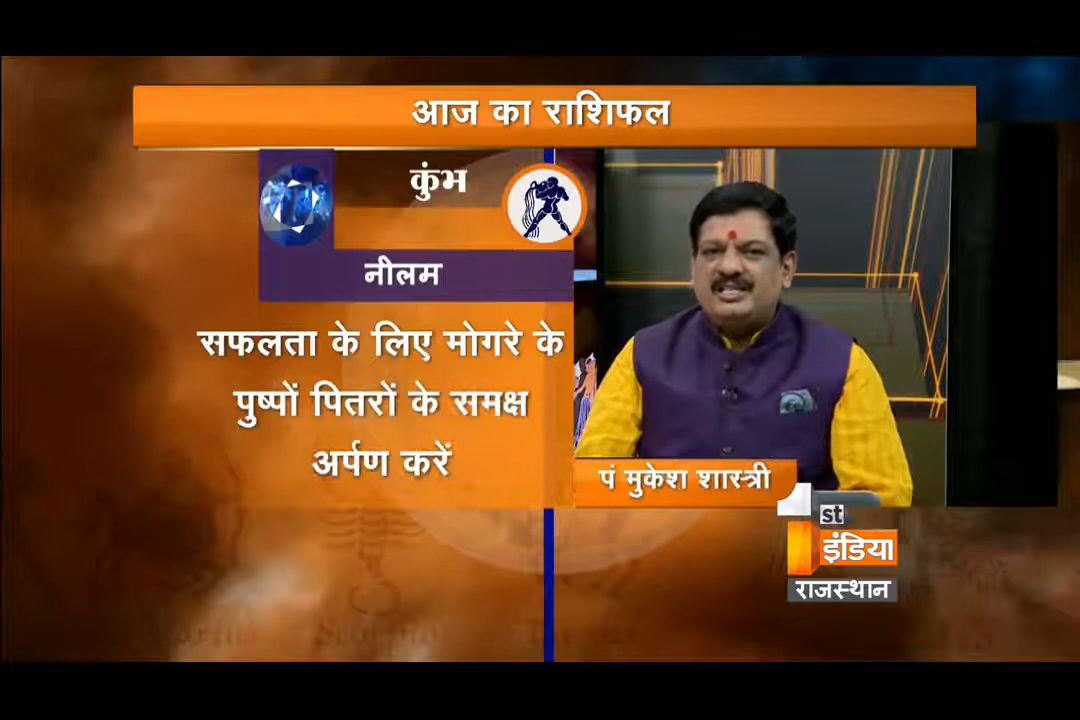 आज का राशिफल
कुंभ
नीलम
सफलता के लिए मोगरे के
पुष्पों पितरों के समक्ष
अर्पण करें
पं मुकेश शास्त्री
1st
इंडिया
राजस्थान